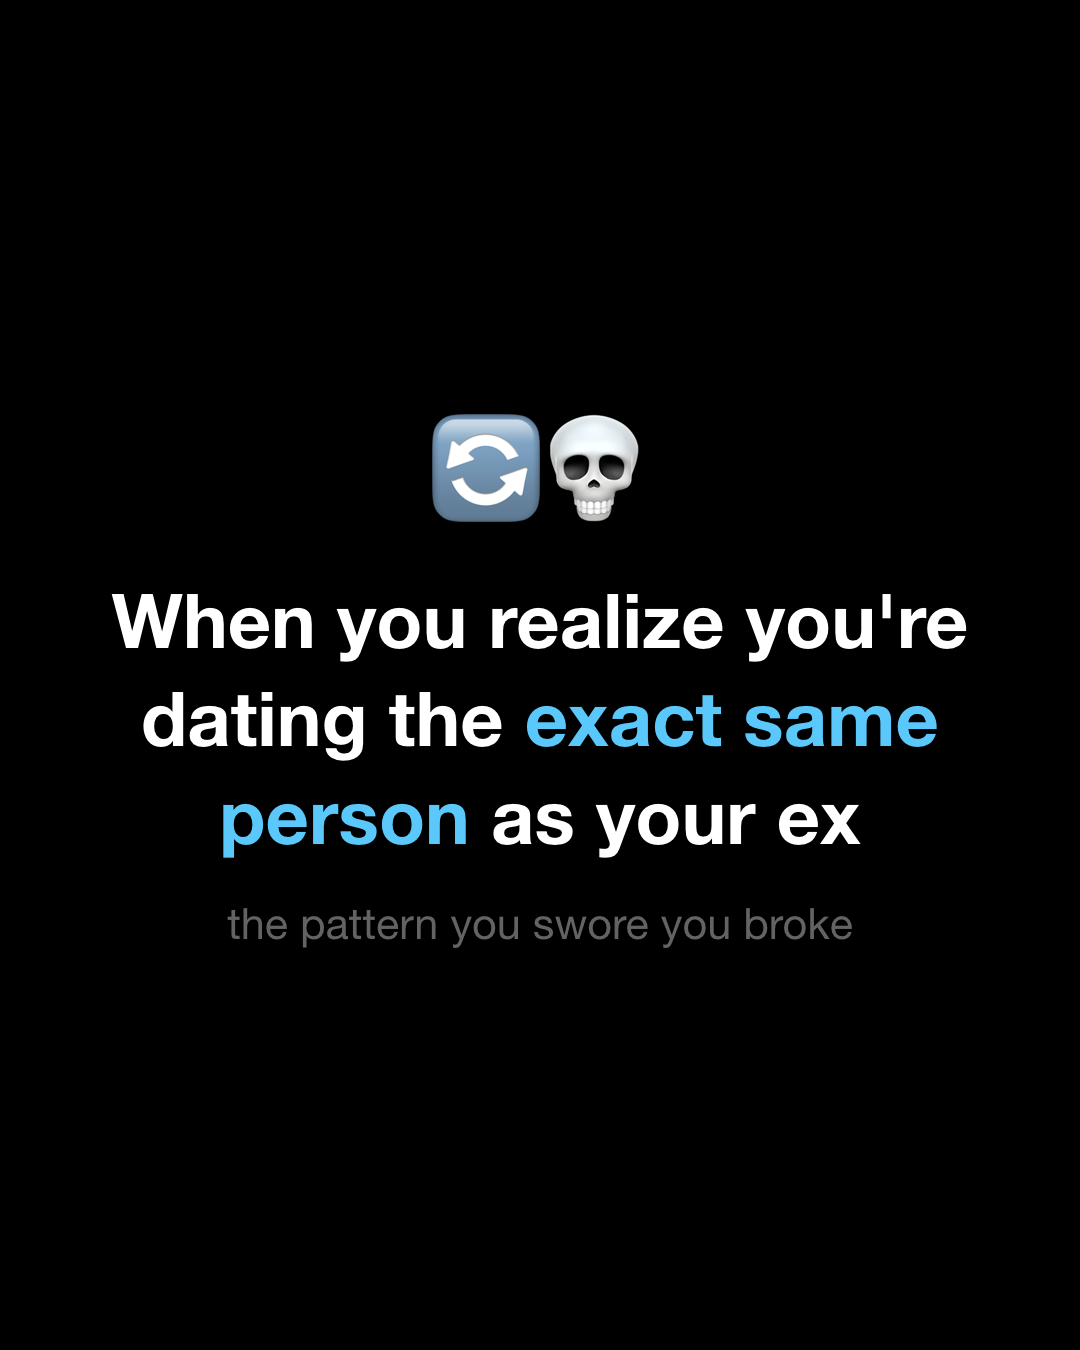 When you realize you're
dating the exact same
person as your ex
the pattern you swore you broke